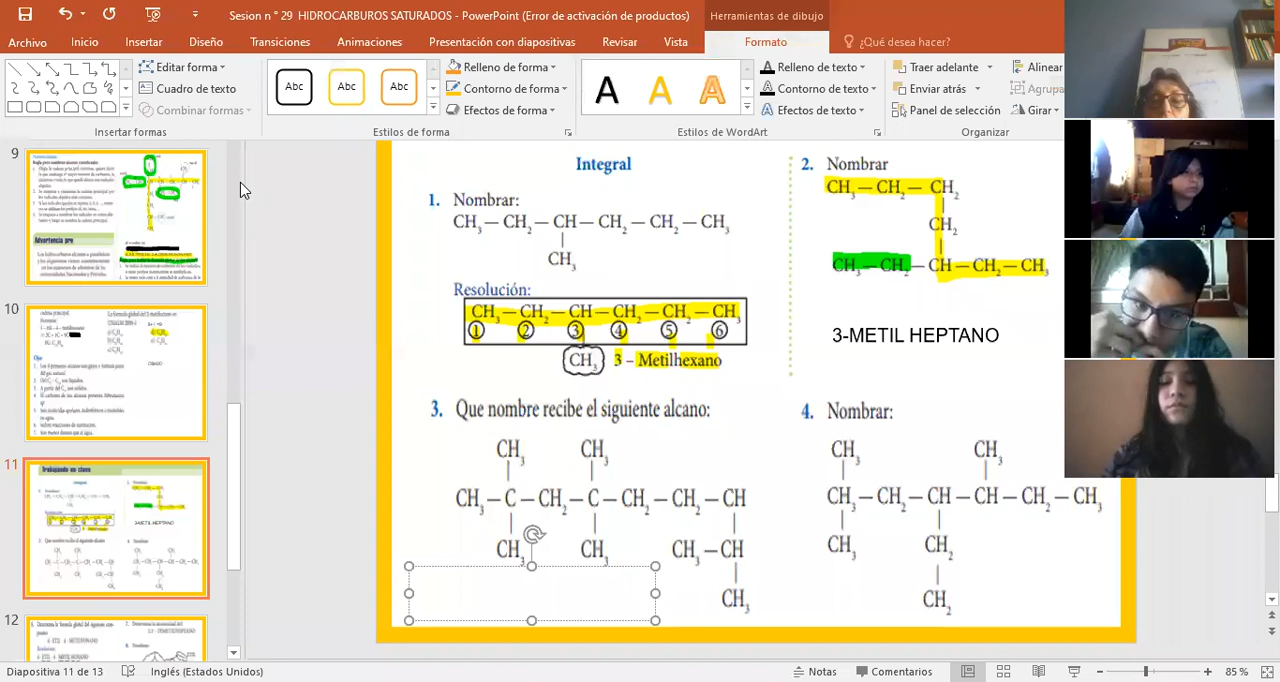 Sesion n ° 29 HIDROCARBUROS SATURADOS - PowerPoint (Error de activación de productos)
Herramientas de dibujo
Archivo Inicio Insertar Diseño Transiciones Animaciones Presentación con diapositivas Revisar Vista Formato ¿Qué desea hacer?
Editar forma
Cuadro de texto
Combinar formas
Insertar formas
Abc Abc Abc
Relleno de forma
Contorno de forma
Efectos de forma
Estilos de forma
A A A
Relleno de texto
Contorno de texto
Efectos de texto
Estilos de WordArt
Traer adelante
Enviar atrás
Panel de selección
Alinear
Agrupa
Girar
Organizar
9
10
11
12
Trabajando en clase
Advertencia pre
Integral
1. Nombrar:
CH3 — CH2 — CH — CH2 — CH2 — CH3
|
CH3
Resolución:
CH3 — CH2 — CH — CH2 — CH2 — CH3
1 2 3 4 5 6
CH3 3 – Metilhexano
2. Nombrar
CH3 — CH2 — CH2
|
CH2
|
CH3 — CH2 — CH — CH2 — CH3
3-METIL HEPTANO
3. Que nombre recibe el siguiente alcano:
CH3 CH3
| |
CH3 — C — CH2 — C — CH2 — CH2 — CH
| | |
CH3 CH3 CH3 — CH
|
CH3
4. Nombrar:
CH3 CH3
| |
CH3 — CH2 — CH — CH — CH2 — CH3
| |
CH3 CH2
|
CH2
Diapositiva 11 de 13 Inglés (Estados Unidos) Notas Comentarios 85 %